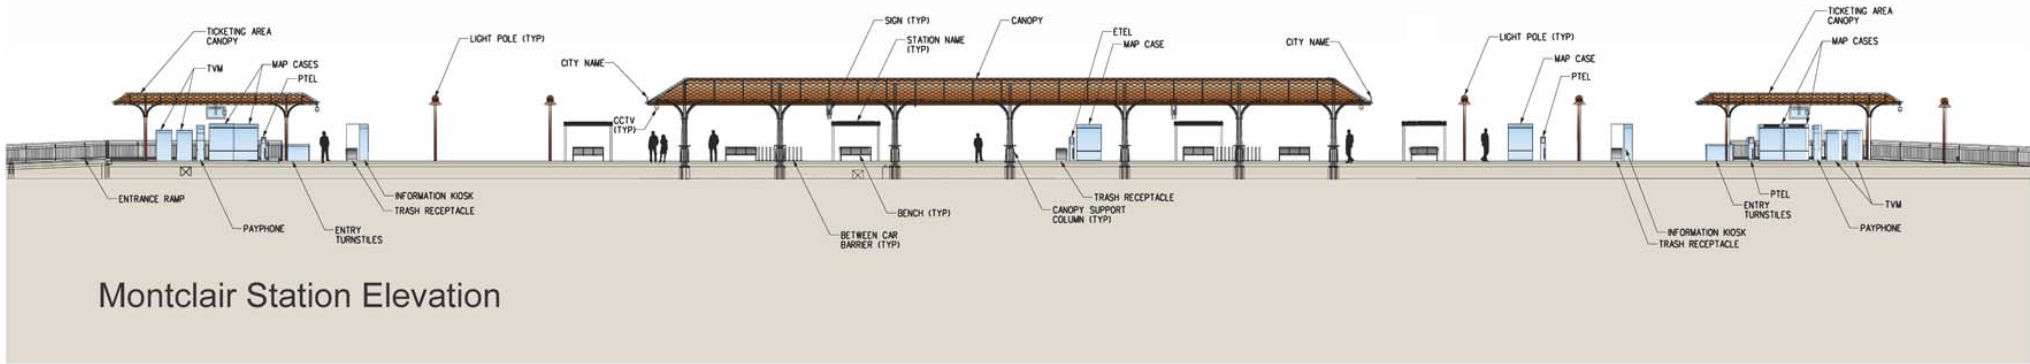 TICKETING AREA
CANOPY
TVM
MAP CASES
PTEL
LIGHT POLE (TYP)
CITY NAME
SIGN (TYP)
STATION NAME
(TYP)
CANOPY
ETEL
MAP CASE
CITY NAME
LIGHT POLE (TYP)
MAP CASE
PTEL
TICKETING AREA
CANOPY
MAP CASES
CCTV
(TYP)
ENTRANCE RAMP
PAYPHONE
ENTRY
TURNSTILES
INFORMATION KIOSK
TRASH RECEPTACLE
BETWEEN CAR
BARRIER (TYP)
BENCH (TYP)
TRASH RECEPTACLE
CANOPY SUPPORT
COLUMN (TYP)
INFORMATION KIOSK
TRASH RECEPTACLE
PTEL
ENTRY
TURNSTILES
TVM
PAYPHONE
Montclair Station Elevation